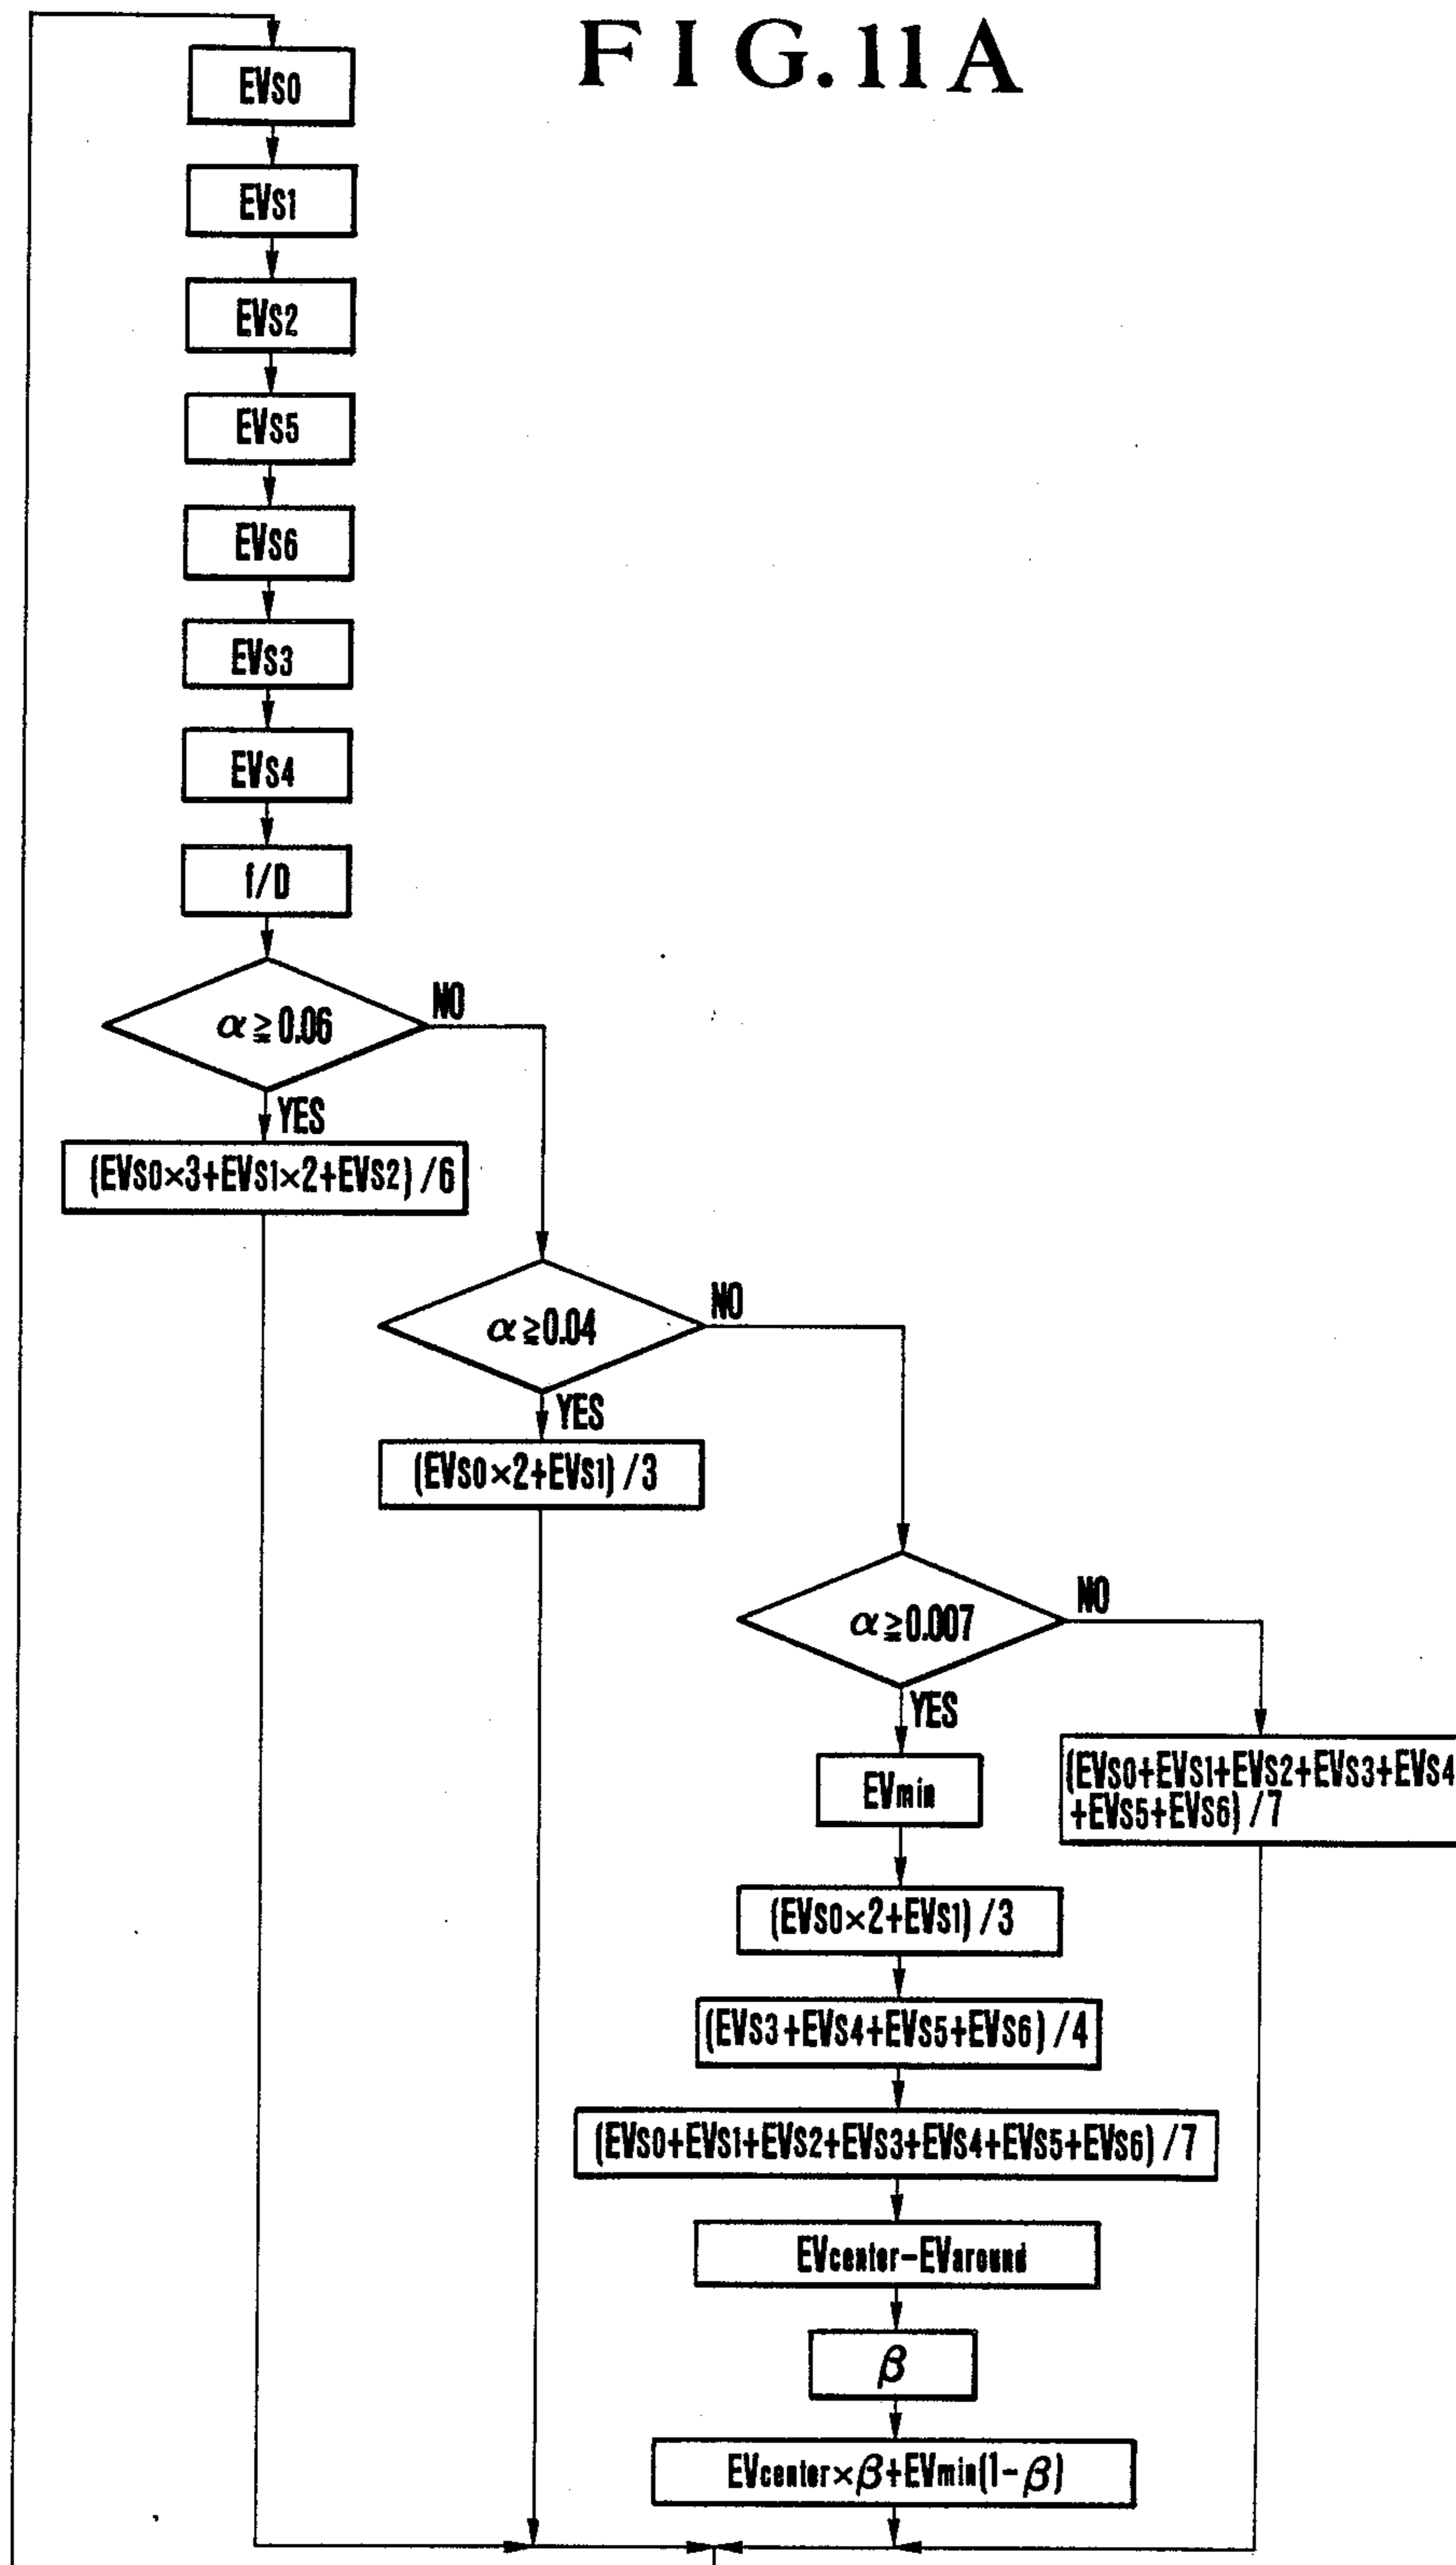 FIG.11A
EVS0
EVS1
EVS2
EVS5
EVS6
EVS3
EVS4
f/D
α≧0.06
NO
YES
(EVS0×3+EVS1×2+EVS2)/6
α≧0.04
NO
YES
(EVS0×2+EVS1)/3
α≧0.007
NO
YES
EVmin
(EVS0+EVS1+EVS2+EVS3+EVS4
+EVS5+EVS6)/7
(EVS0×2+EVS1)/3
(EVS3+EVS4+EVS5+EVS6)/4
(EVS0+EVS1+EVS2+EVS3+EVS4+EVS5+EVS6)/7
EVcenter-EVaround
β
EVcenter×β+EVmin(1-β)